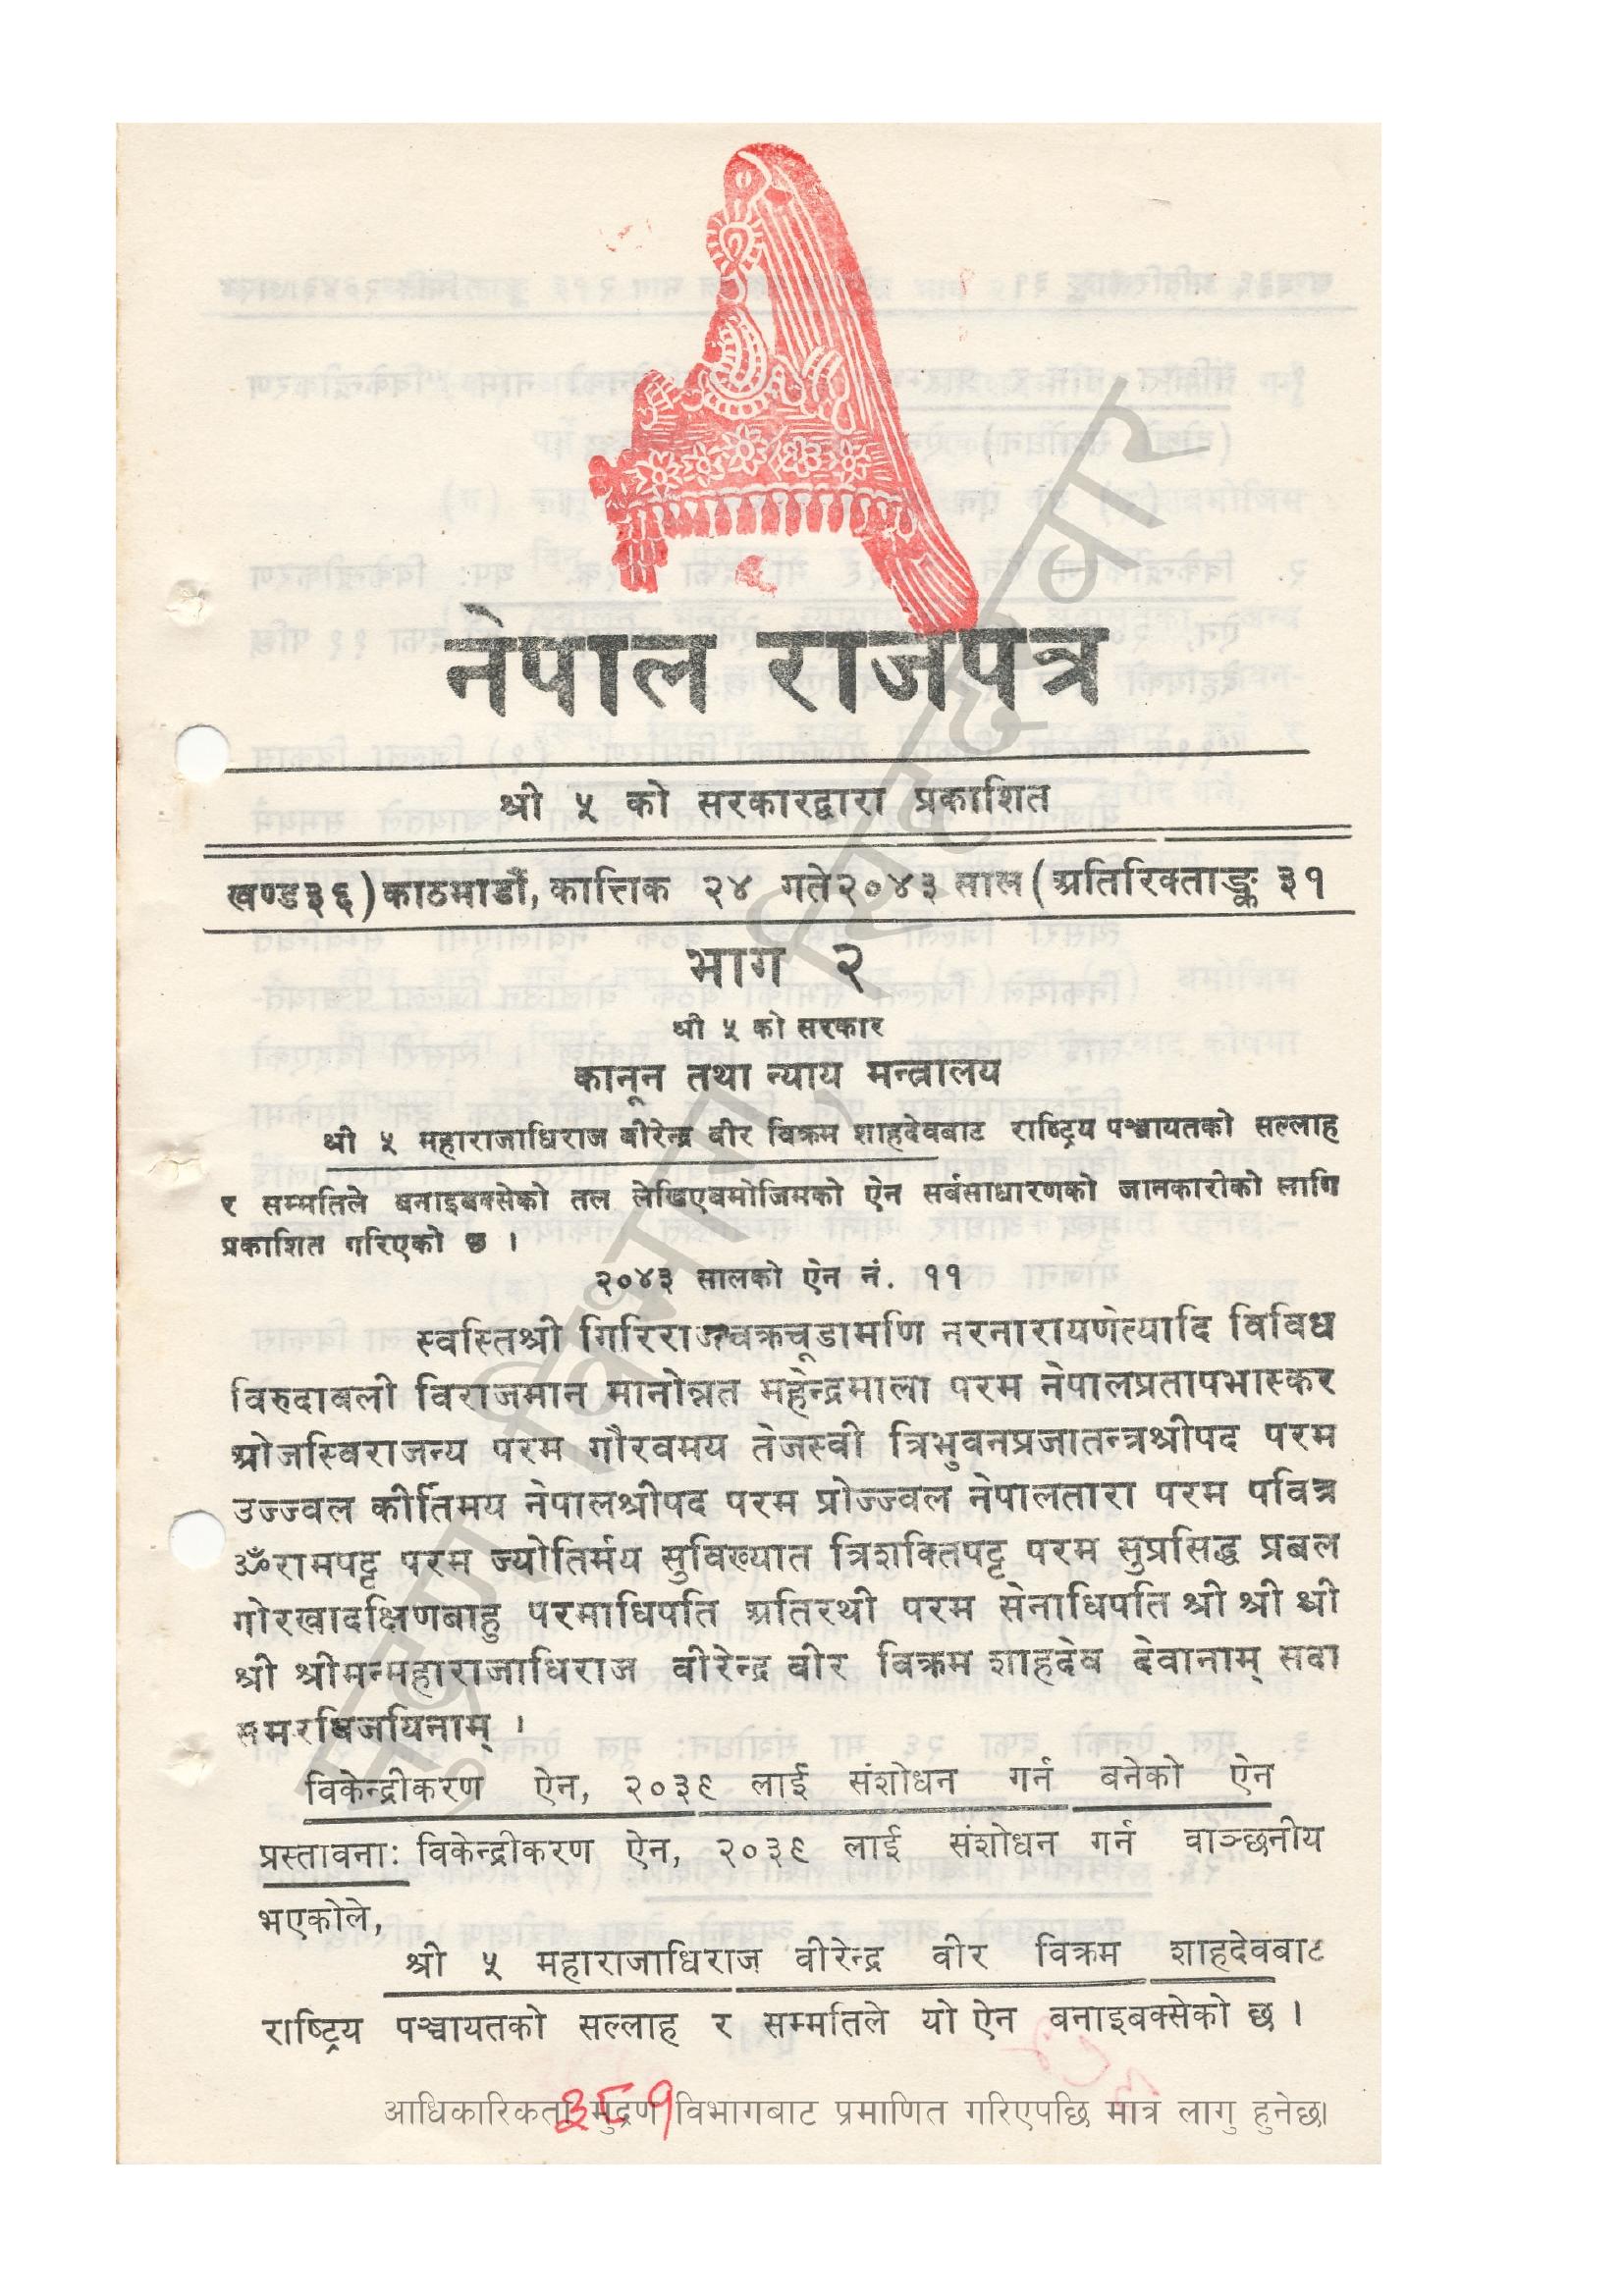 नेपाल राजपत्र
श्री ५ को सरकारद्वारा प्रकाशित
खण्ड३६) काठमाडौं, कात्तिक २४ गते२०४३ साल (अतिरिक्ताङ्क ३१
भाग २
श्री ५ को सरकार
कानून तथा न्याय मन्त्रालय
श्री ५ महाराजाधिराज वीरेन्द्र वीर विक्रम शाहदेवबाट राष्ट्रिय पञ्चायतको सल्लाह
र सम्मतिले बनाइबक्सेको तल लेखिएबमोजिमको ऐन सर्वसाधारणको जानकारीको लागि
प्रकाशित गरिएको छ ।
२०४३ सालको ऐन नं. ११
स्वस्तिश्री गिरिराजचक्रचूडामणि नरनारायणेत्यादि विविध
विरुदावली विराजमान मानोन्नत महेन्द्रमाला परम नेपालप्रतापभास्कर
ओजस्विराजन्य परम गौरवमय तेजस्वी त्रिभुवनप्रजातन्त्रश्रीपद परम
उज्ज्वल कीर्तिमय नेपालश्रीपद परम प्रोज्ज्वल नेपालतारा परम पवित्र
ॐरामपट्ट परम ज्योतिर्मय सुविख्यात त्रिशक्तिपट्ट परम सुप्रसिद्ध प्रबल
गोरखादक्षिणबाहु परमाधिपति अतिरथी परम सेनाधिपति श्री श्री श्री
श्री श्रीमन्महाराजाधिराज वीरेन्द्र वीर विक्रम शाहदेव देवानाम् सदा
समरविजयिनाम् ।
विकेन्द्रीकरण ऐन, २०३९ लाई संशोधन गर्न बनेको ऐन
प्रस्तावनाः विकेन्द्रीकरण ऐन, २०३९ लाई संशोधन गर्न वाञ्छनीय
भएकोले,
श्री ५ महाराजाधिराज वीरेन्द्र वीर विक्रम शाहदेवबाट
राष्ट्रिय पञ्चायतको सल्लाह र सम्मतिले यो ऐन बनाइबक्सेको छ ।
३८१
आधिकारिकता मुद्रण विभागबाट प्रमाणित गरिएपछि मात्र लागु हुनेछ।